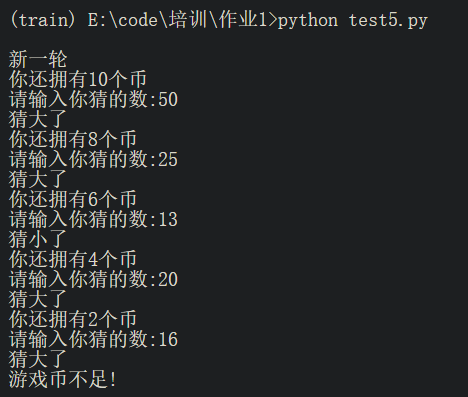 (train) E:\code\培训\作业1>python test5.py
新一轮
你还拥有10个币
请输入你猜的数:50
猜大了
你还拥有8个币
请输入你猜的数:25
猜大了
你还拥有6个币
请输入你猜的数:13
猜小了
你还拥有4个币
请输入你猜的数:20
猜大了
你还拥有2个币
请输入你猜的数:16
猜大了
游戏币不足!